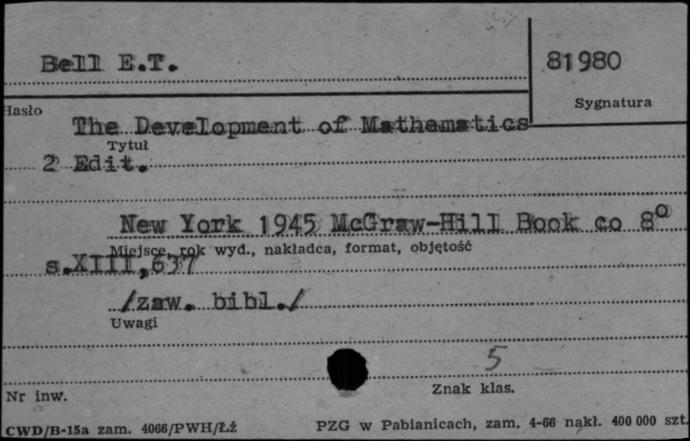 Bell E.T.
81980
Hasło
Sygnatura
The Development of Mathematics
Tytuł
2 Edit.
New York 1945 McGraw-Hill Book co 8°
Miejsce, rok wyd., nakładca, format, objętość
s.XIII,637
/zaw. bibl./
Uwagi
5
Nr inw.
Znak klas.
CWD/B-15a zam. 4066/PWH/Łź
PZG w Pabianicach, zam. 4-66 nakł. 400 000 szt.